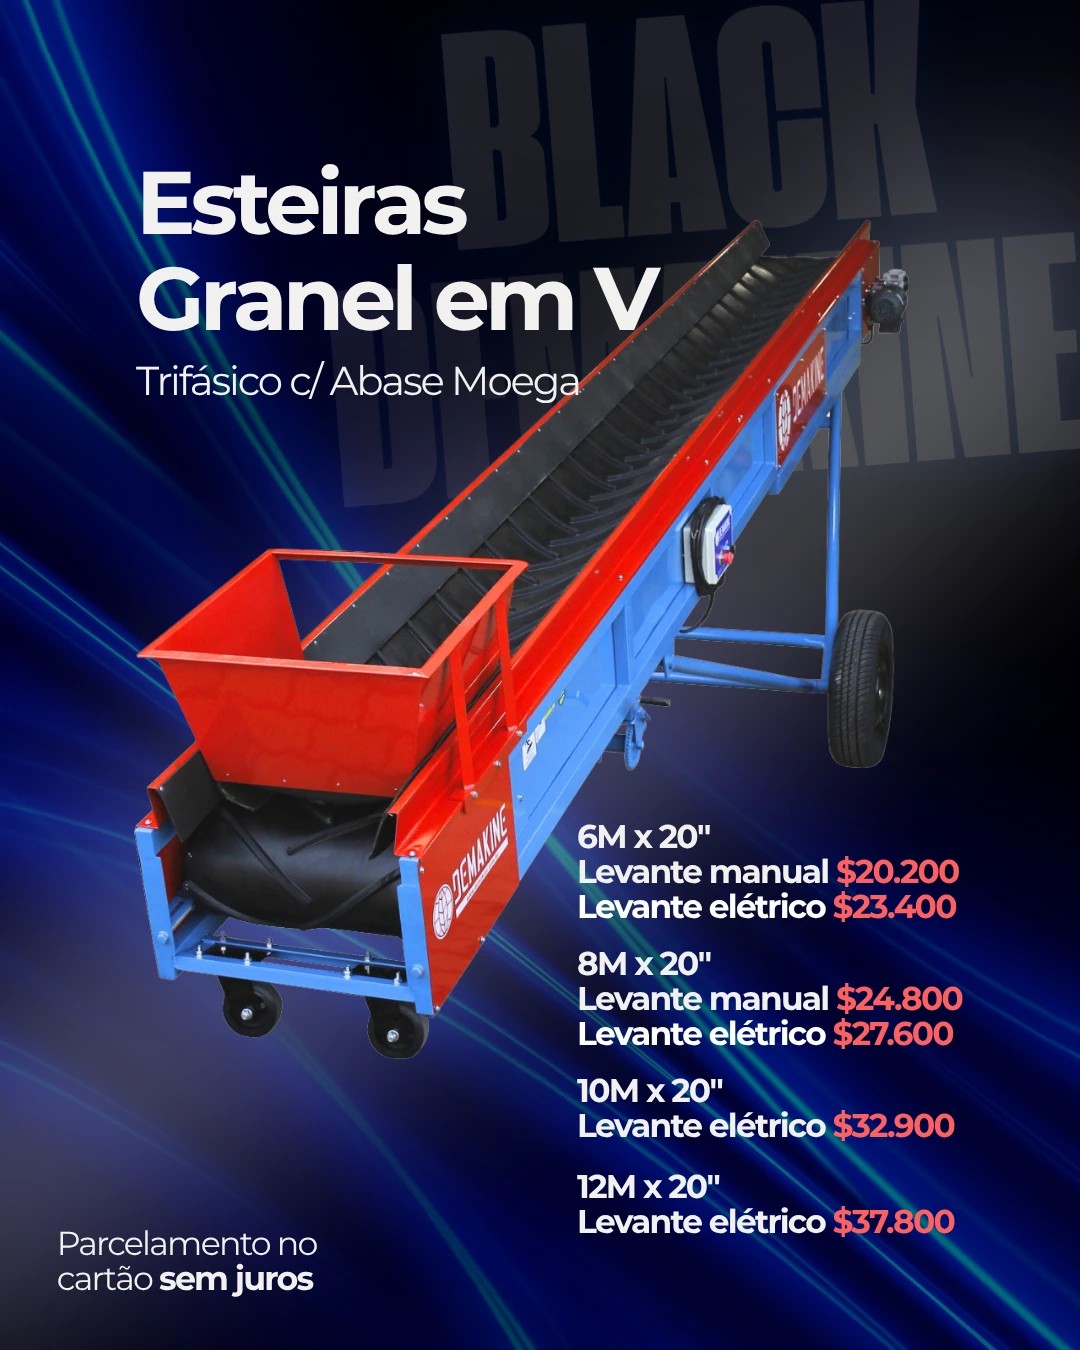 BLACK
DEMAKINE
Esteiras
Granel em V
Trifásico c/ Abase Moega
DEMAKINE
DEMAKINE
6M x 20"
Levante manual $20.200
Levante elétrico $23.400
8M x 20"
Levante manual $24.800
Levante elétrico $27.600
10M x 20"
Levante elétrico $32.900
12M x 20"
Levante elétrico $37.800
Parcelamento no
cartão sem juros